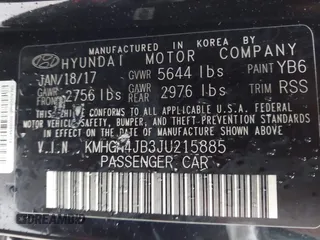 MANUFACTURED IN KOREA BY
HYUNDAI MOTOR COMPANY
JAN/18/17 GVWR 5644 lbs PAINT YB6
GAWR FRONT 2756 lbs GAWR REAR 2976 lbs TRIM RSS
THIS VEHICLE CONFORMS TO ALL APPLICABLE U.S. FEDERAL
MOTOR VEHICLE SAFETY, BUMPER, AND THEFT PREVENTION
STANDARDS IN EFFECT ON THE DATE OF MANUFACTURE
SHOWN ABOVE.
V.I.N KMHGN4JB3JU215885
PASSENGER CAR
DREAMBID